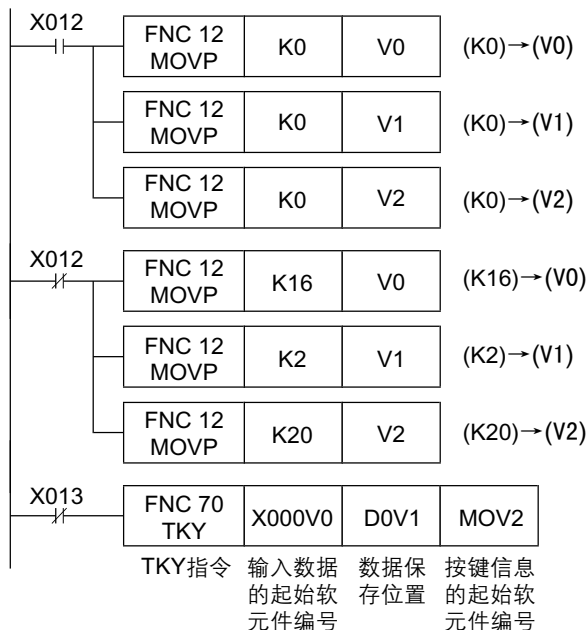 X012
FNC 12 MOVP K0 V0 (K0)→(V0)
FNC 12 MOVP K0 V1 (K0)→(V1)
FNC 12 MOVP K0 V2 (K0)→(V2)
X012
FNC 12 MOVP K16 V0 (K16)→(V0)
FNC 12 MOVP K2 V1 (K2)→(V1)
FNC 12 MOVP K20 V2 (K20)→(V2)
X013
FNC 70 TKY X000V0 D0V1 MOV2
TKY指令 输入数据的起始软元件编号 数据保存位置 按键信息的起始软元件编号